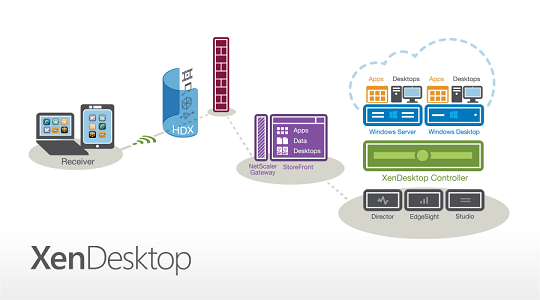 Receiver
HDX
Apps
Data
Desktops
NetScaler
Gateway
StoreFront
Apps
Desktops
Apps
Desktops
Windows Server
Windows Desktop
XenDesktop Controller
Director
EdgeSight
Studio
XenDesktop